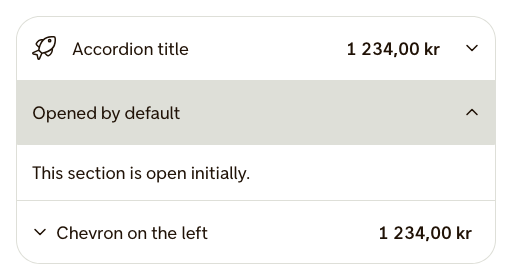 Accordion title 1 234,00 kr
Opened by default
This section is open initially.
Chevron on the left 1 234,00 kr